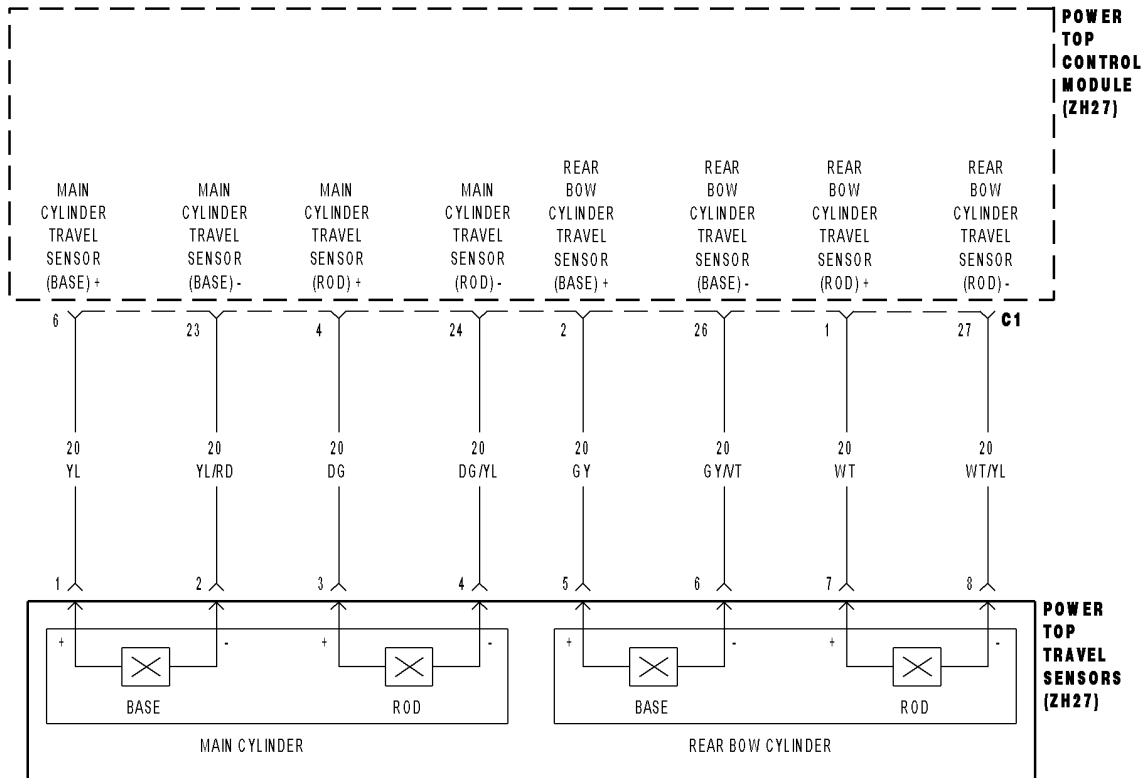 POWER
TOP
CONTROL
MODULE
(ZH27)
MAIN
CYLINDER
TRAVEL
SENSOR
(BASE) +
MAIN
CYLINDER
TRAVEL
SENSOR
(BASE) -
MAIN
CYLINDER
TRAVEL
SENSOR
(ROD) +
MAIN
CYLINDER
TRAVEL
SENSOR
(ROD) -
REAR
BOW
CYLINDER
TRAVEL
SENSOR
(BASE) +
REAR
BOW
CYLINDER
TRAVEL
SENSOR
(BASE) -
REAR
BOW
CYLINDER
TRAVEL
SENSOR
(ROD) +
REAR
BOW
CYLINDER
TRAVEL
SENSOR
(ROD) -
6 23 4 24 2 26 1 27 C1
20 20 20 20 20 20 20 20
YL YL/RD DG DG/YL GY GY/VT WT WT/YL
1 2 3 4 5 6 7 8
+ - + - + - + -
BASE ROD BASE ROD
MAIN CYLINDER REAR BOW CYLINDER
POWER
TOP
TRAVEL
SENSORS
(ZH27)